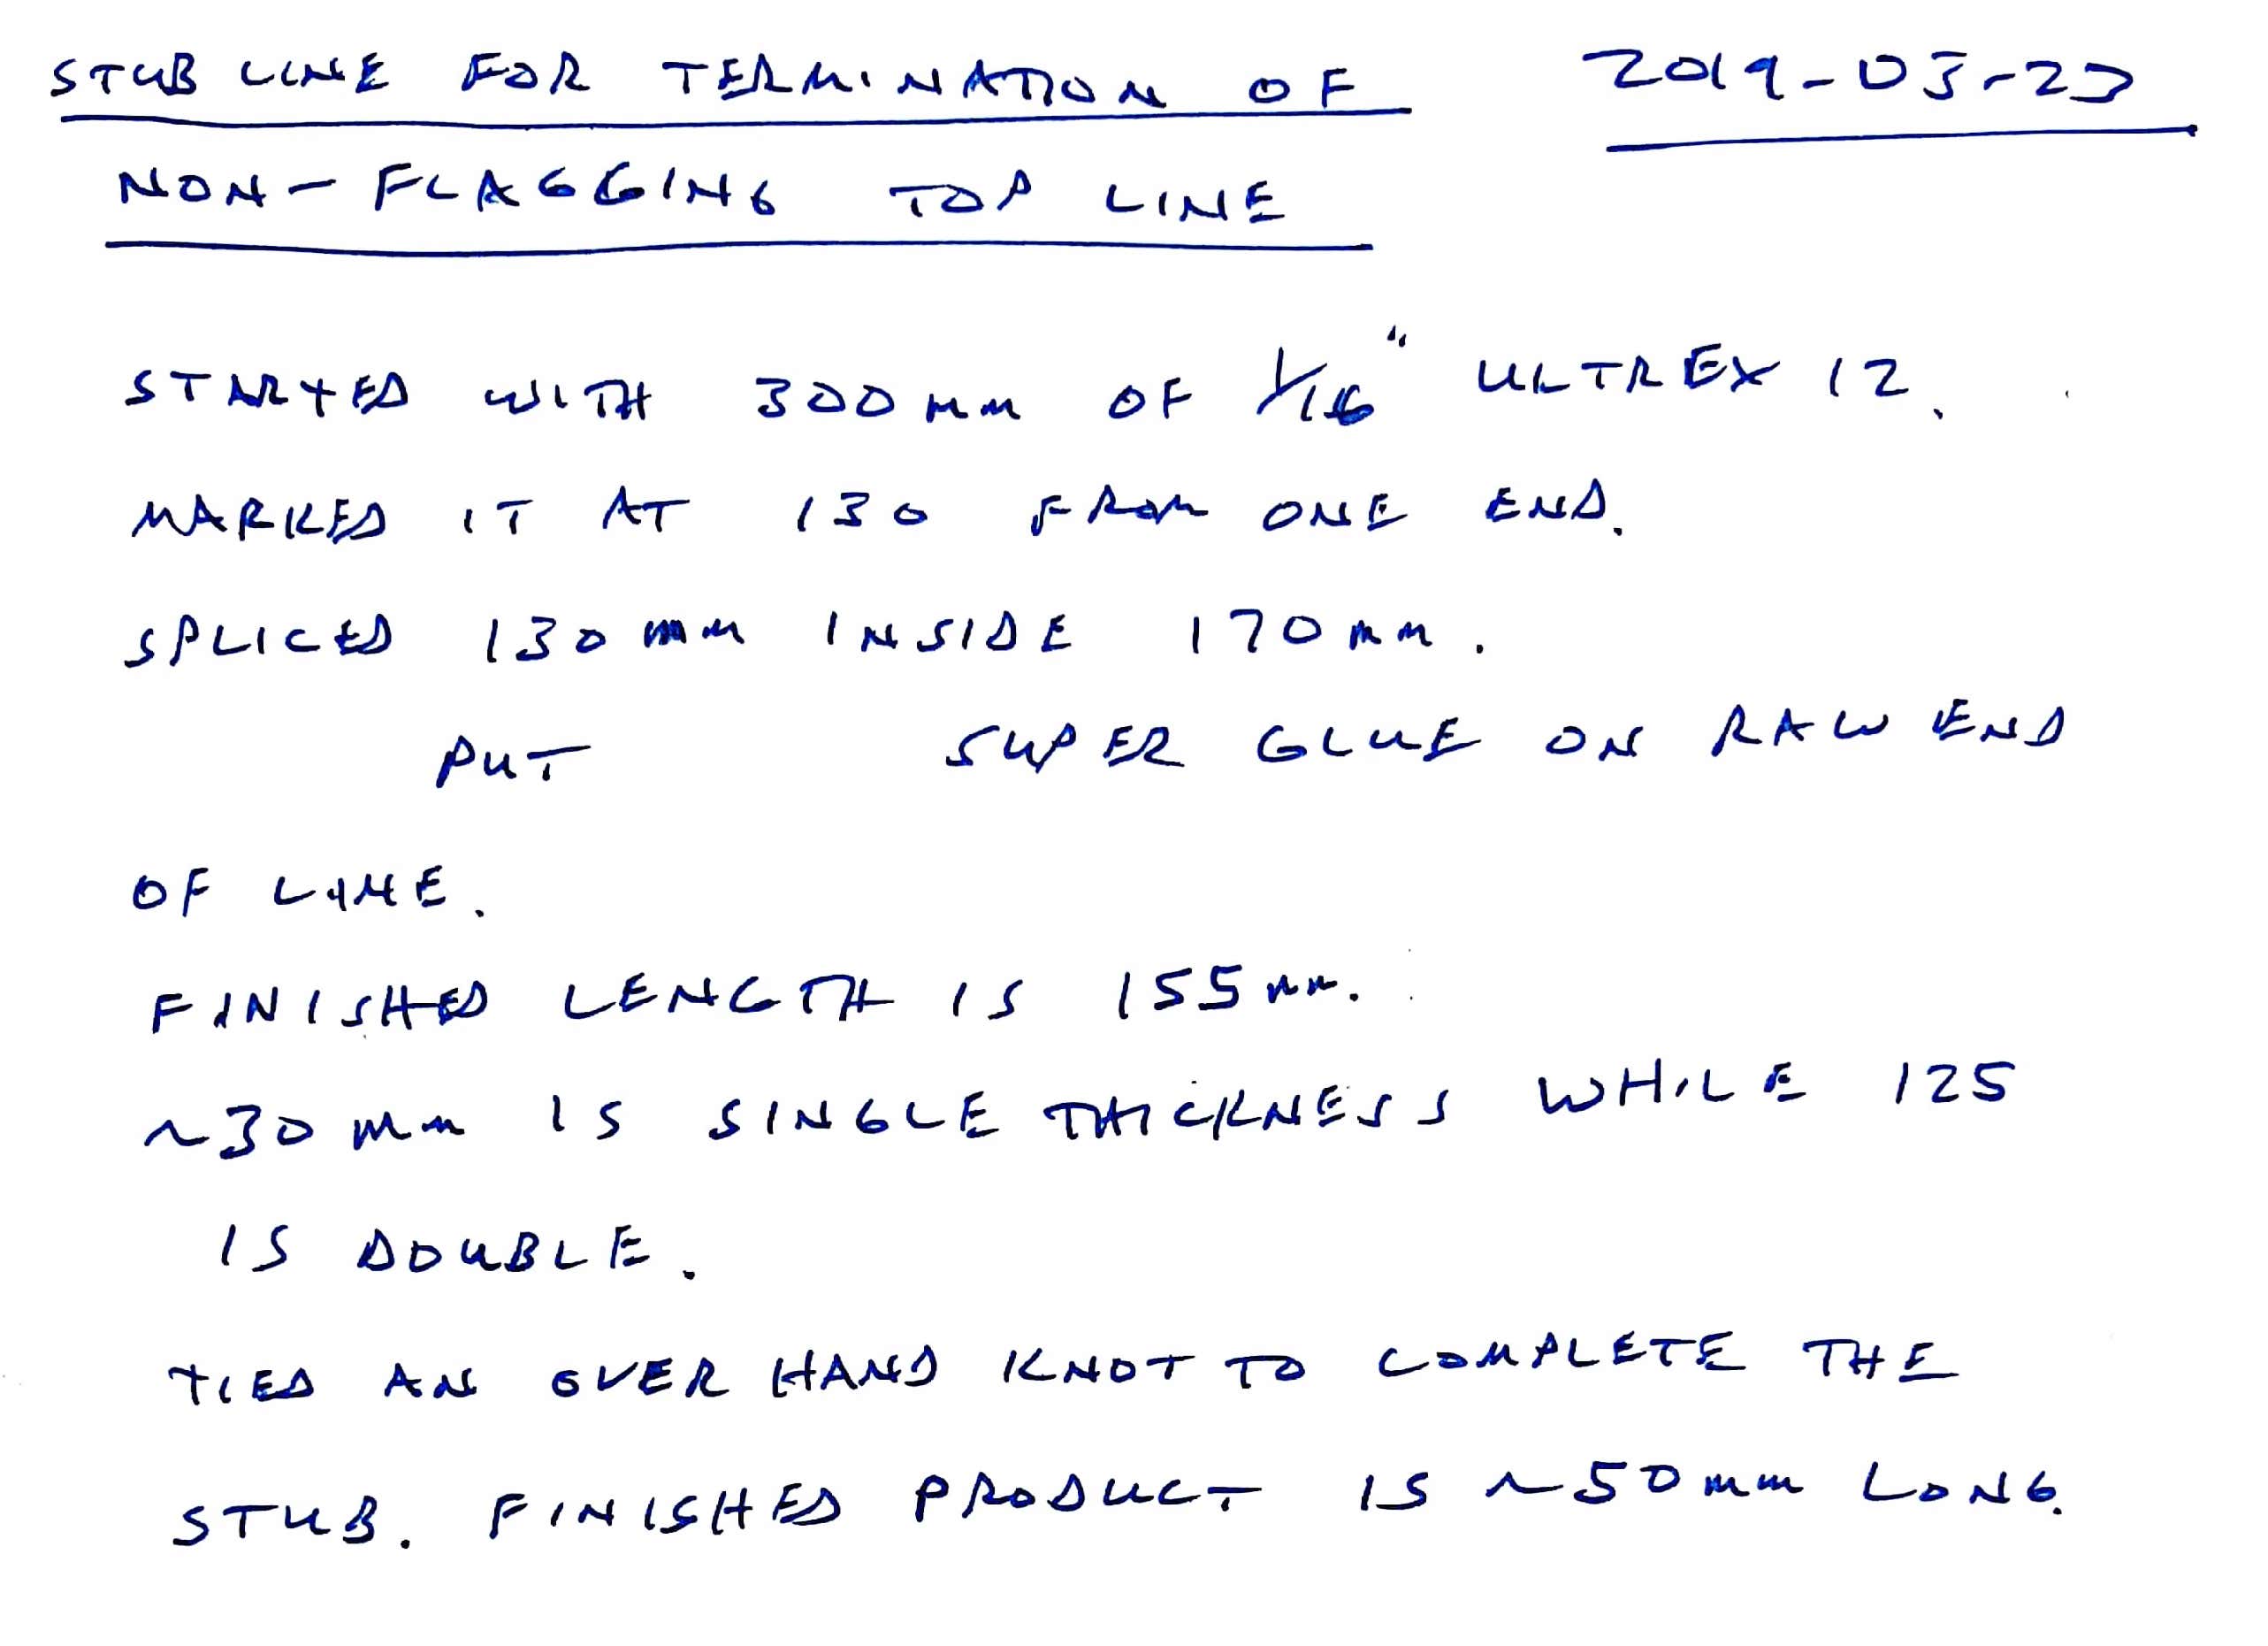 STUB LINE FOR TERMINATION OF 2019-05-23
NON-FLAGGING TOP LINE
STARTED WITH 300 mm OF 1/16" ULTREX 12.
MARKED IT AT 130 FROM ONE END.
SPLICED 130 mm INSIDE 170 mm.
PUT SUPER GLUE ON RAW END
OF LINE.
FINISHED LENGTH IS 155 mm.
~30 mm IS SINGLE THICKNESS WHILE 125
IS DOUBLE.
TIED AN OVER HAND KNOT TO COMPLETE THE
STUB. FINISHED PRODUCT IS ~50 mm LONG.